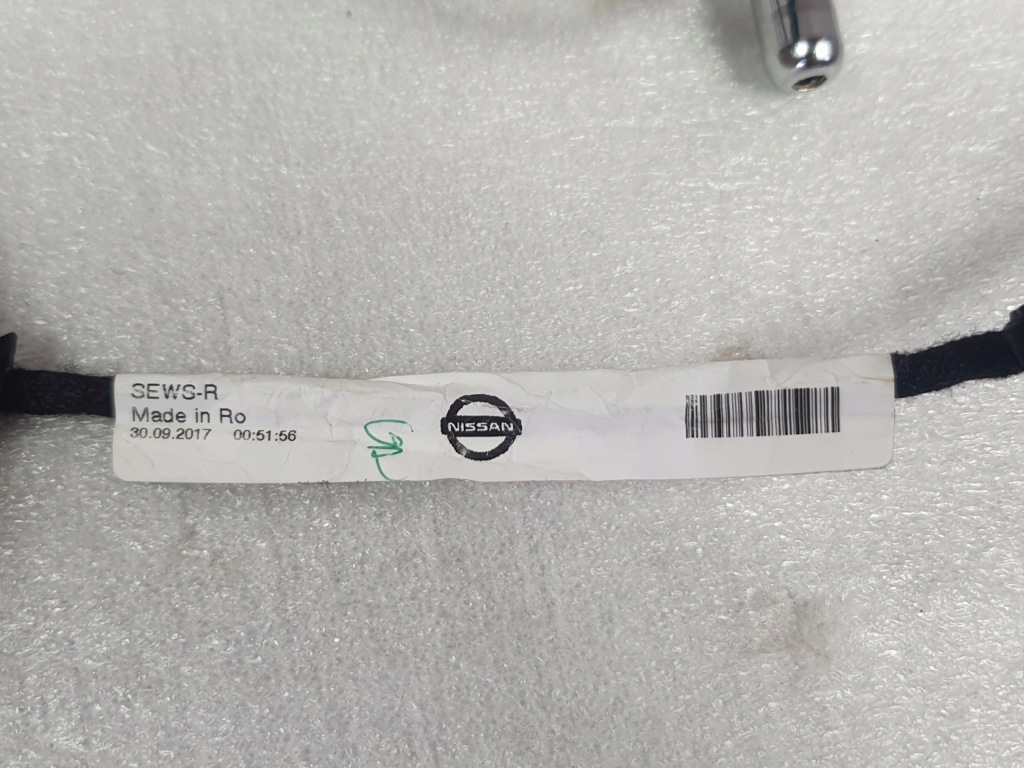 SEWS-R
Made in Ro
30.09.2017 00:51:56
NISSAN